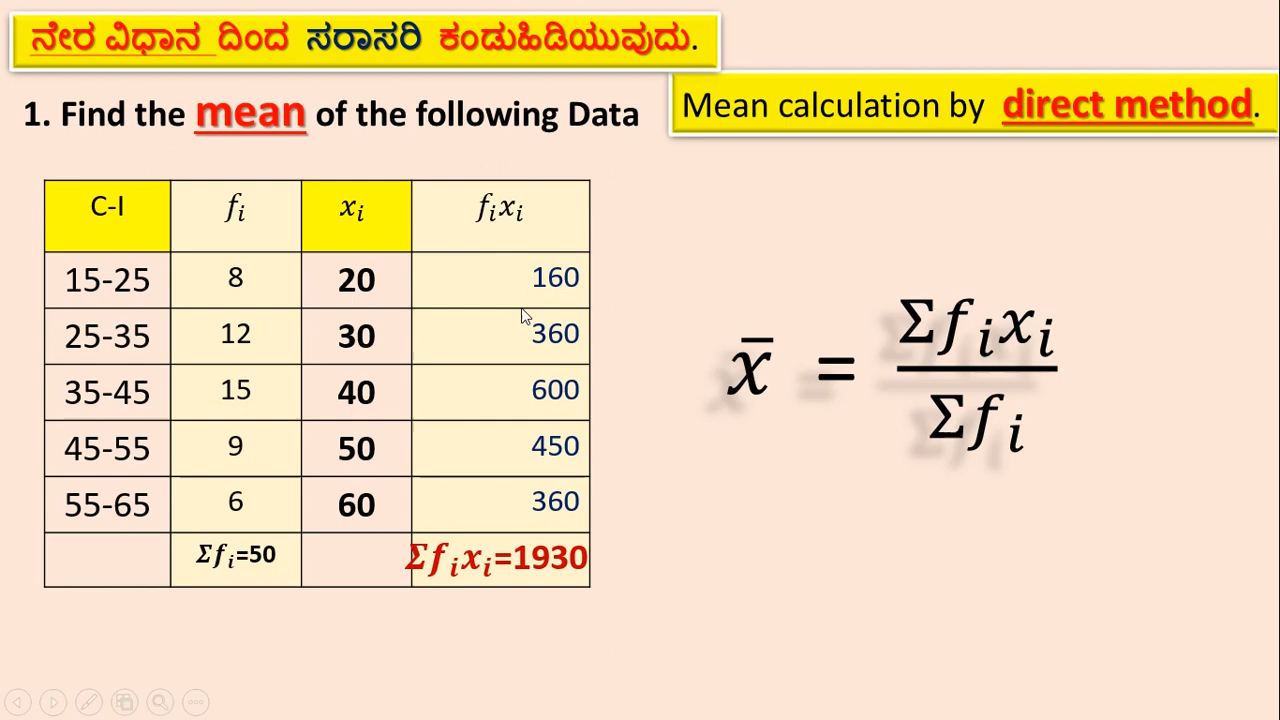 ನೇರ ವಿಧಾನ ದಿಂದ ಸರಾಸರಿ ಕಂಡುಹಿಡಿಯುವುದು.
Mean calculation by direct method.
1. Find the mean of the following Data
C-I fᵢ xᵢ fᵢxᵢ
15-25 8 20 160
25-35 12 30 360
35-45 15 40 600
45-55 9 50 450
55-65 6 60 360
Σfᵢ=50 Σfᵢxᵢ=1930
x̄ = Σfᵢxᵢ / Σfᵢ